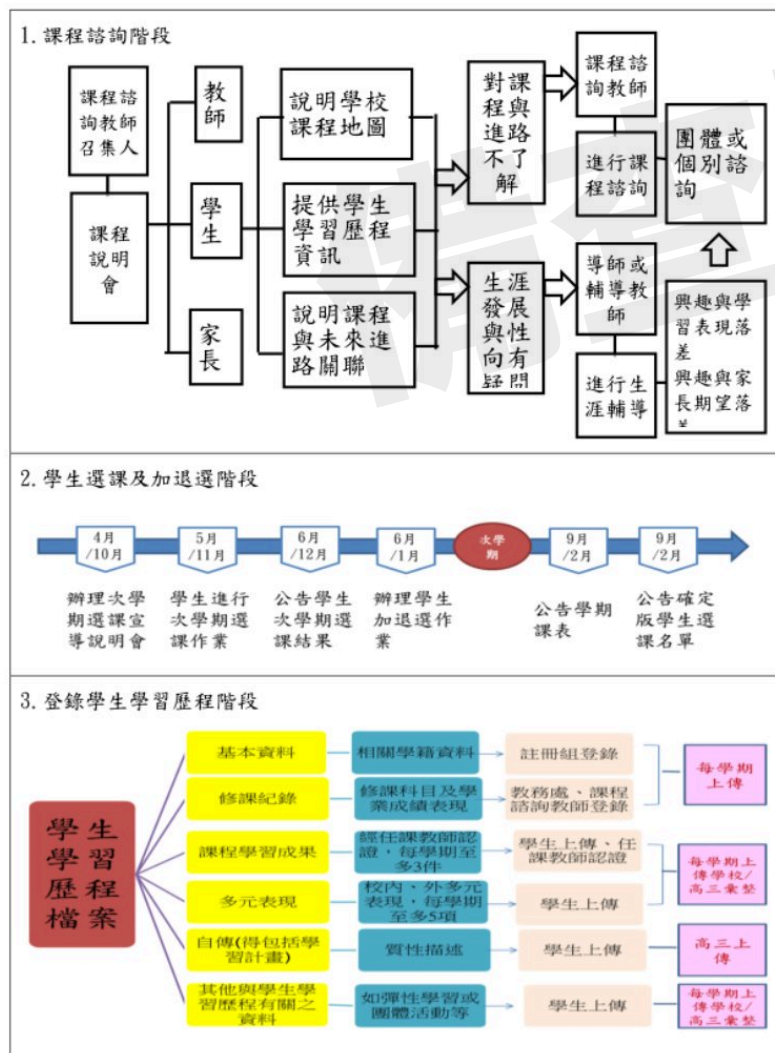 1.課程諮詢階段
課程諮
詢教師
召集人
課程
說明
會
教
師
學
生
家
長
說明學校
課程地圖
提供學生
學習歷程
資訊
說明課程
與未來進
路關聯
對課
程與
進路
不了
解
生涯
發展
與性
向有
疑問
課程諮
詢教師
進行課
程諮詢
團體或
個別諮
詢
導師或
輔導教
師
進行生
涯輔導
興趣與學
習表現落
差
興趣與家
長期望落
差
2.學生選課及加退選階段
4月
/10月
5月
/11月
6月
/12月
6月
/1月
次學
期
9月
/2月
9月
/2月
辦理次學
期選課宣
導說明會
學生進行
次學期選
課作業
公告學生
次學期選
課結果
辦理學生
加退選作
業
公告學期
課表
公告確定
版學生選
課名單
3.登錄學生學習歷程階段
學生
學習
歷程
檔案
基本資料
相關學籍資料
註冊組登錄
修課紀錄
修課科目及學
業成績表現
教務處、課程
諮詢教師登錄
每學期
上傳
課程學習成果
經任課教師認
證，每學期至
多3件
學生上傳、任
課教師認證
多元表現
校內、外多元
表現，每學期
至多5項
學生上傳
每學期上
傳學校/
高三彙整
自傳(得包括學
習計畫)
質性描述
學生上傳
高三上
傳
其他與學生學
習歷程有關之
資料
如彈性學習或
團體活動等
學生上傳
每學期上
傳學校/
高三彙整
備查